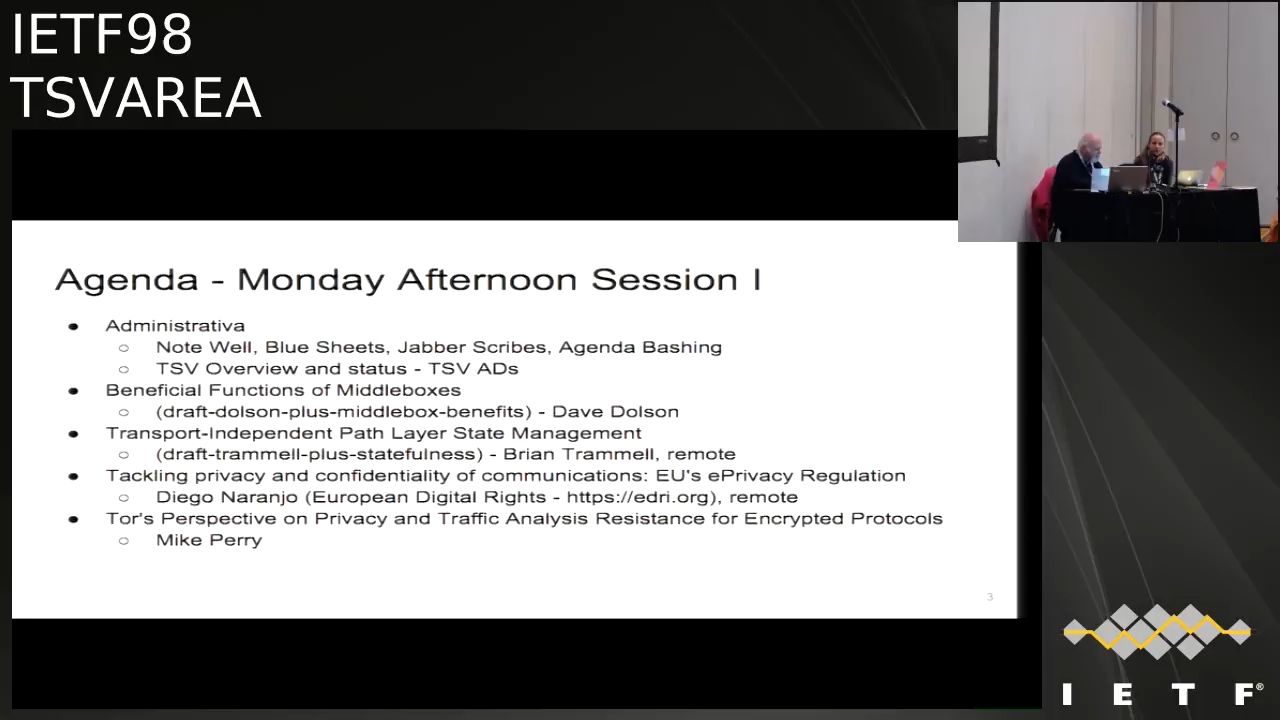 IETF98
TSVAREA
Agenda - Monday Afternoon Session I
● Administrativa
○ Note Well, Blue Sheets, Jabber Scribes, Agenda Bashing
○ TSV Overview and status - TSV ADs
● Beneficial Functions of Middleboxes
○ (draft-dolson-plus-middlebox-benefits) - Dave Dolson
● Transport-Independent Path Layer State Management
○ (draft-trammell-plus-statefulness) - Brian Trammell, remote
● Tackling privacy and confidentiality of communications: EU's ePrivacy Regulation
○ Diego Naranjo (European Digital Rights - https://edri.org), remote
● Tor's Perspective on Privacy and Traffic Analysis Resistance for Encrypted Protocols
○ Mike Perry
3
I E T F®